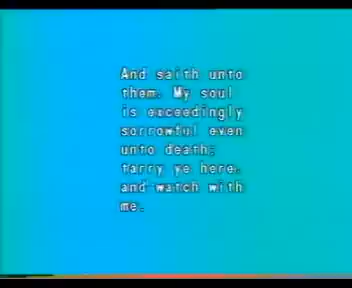 And saith unto
them. My soul
is exceedingly
sorrowful even
unto death;
tarry ye here.
and watch with
me.